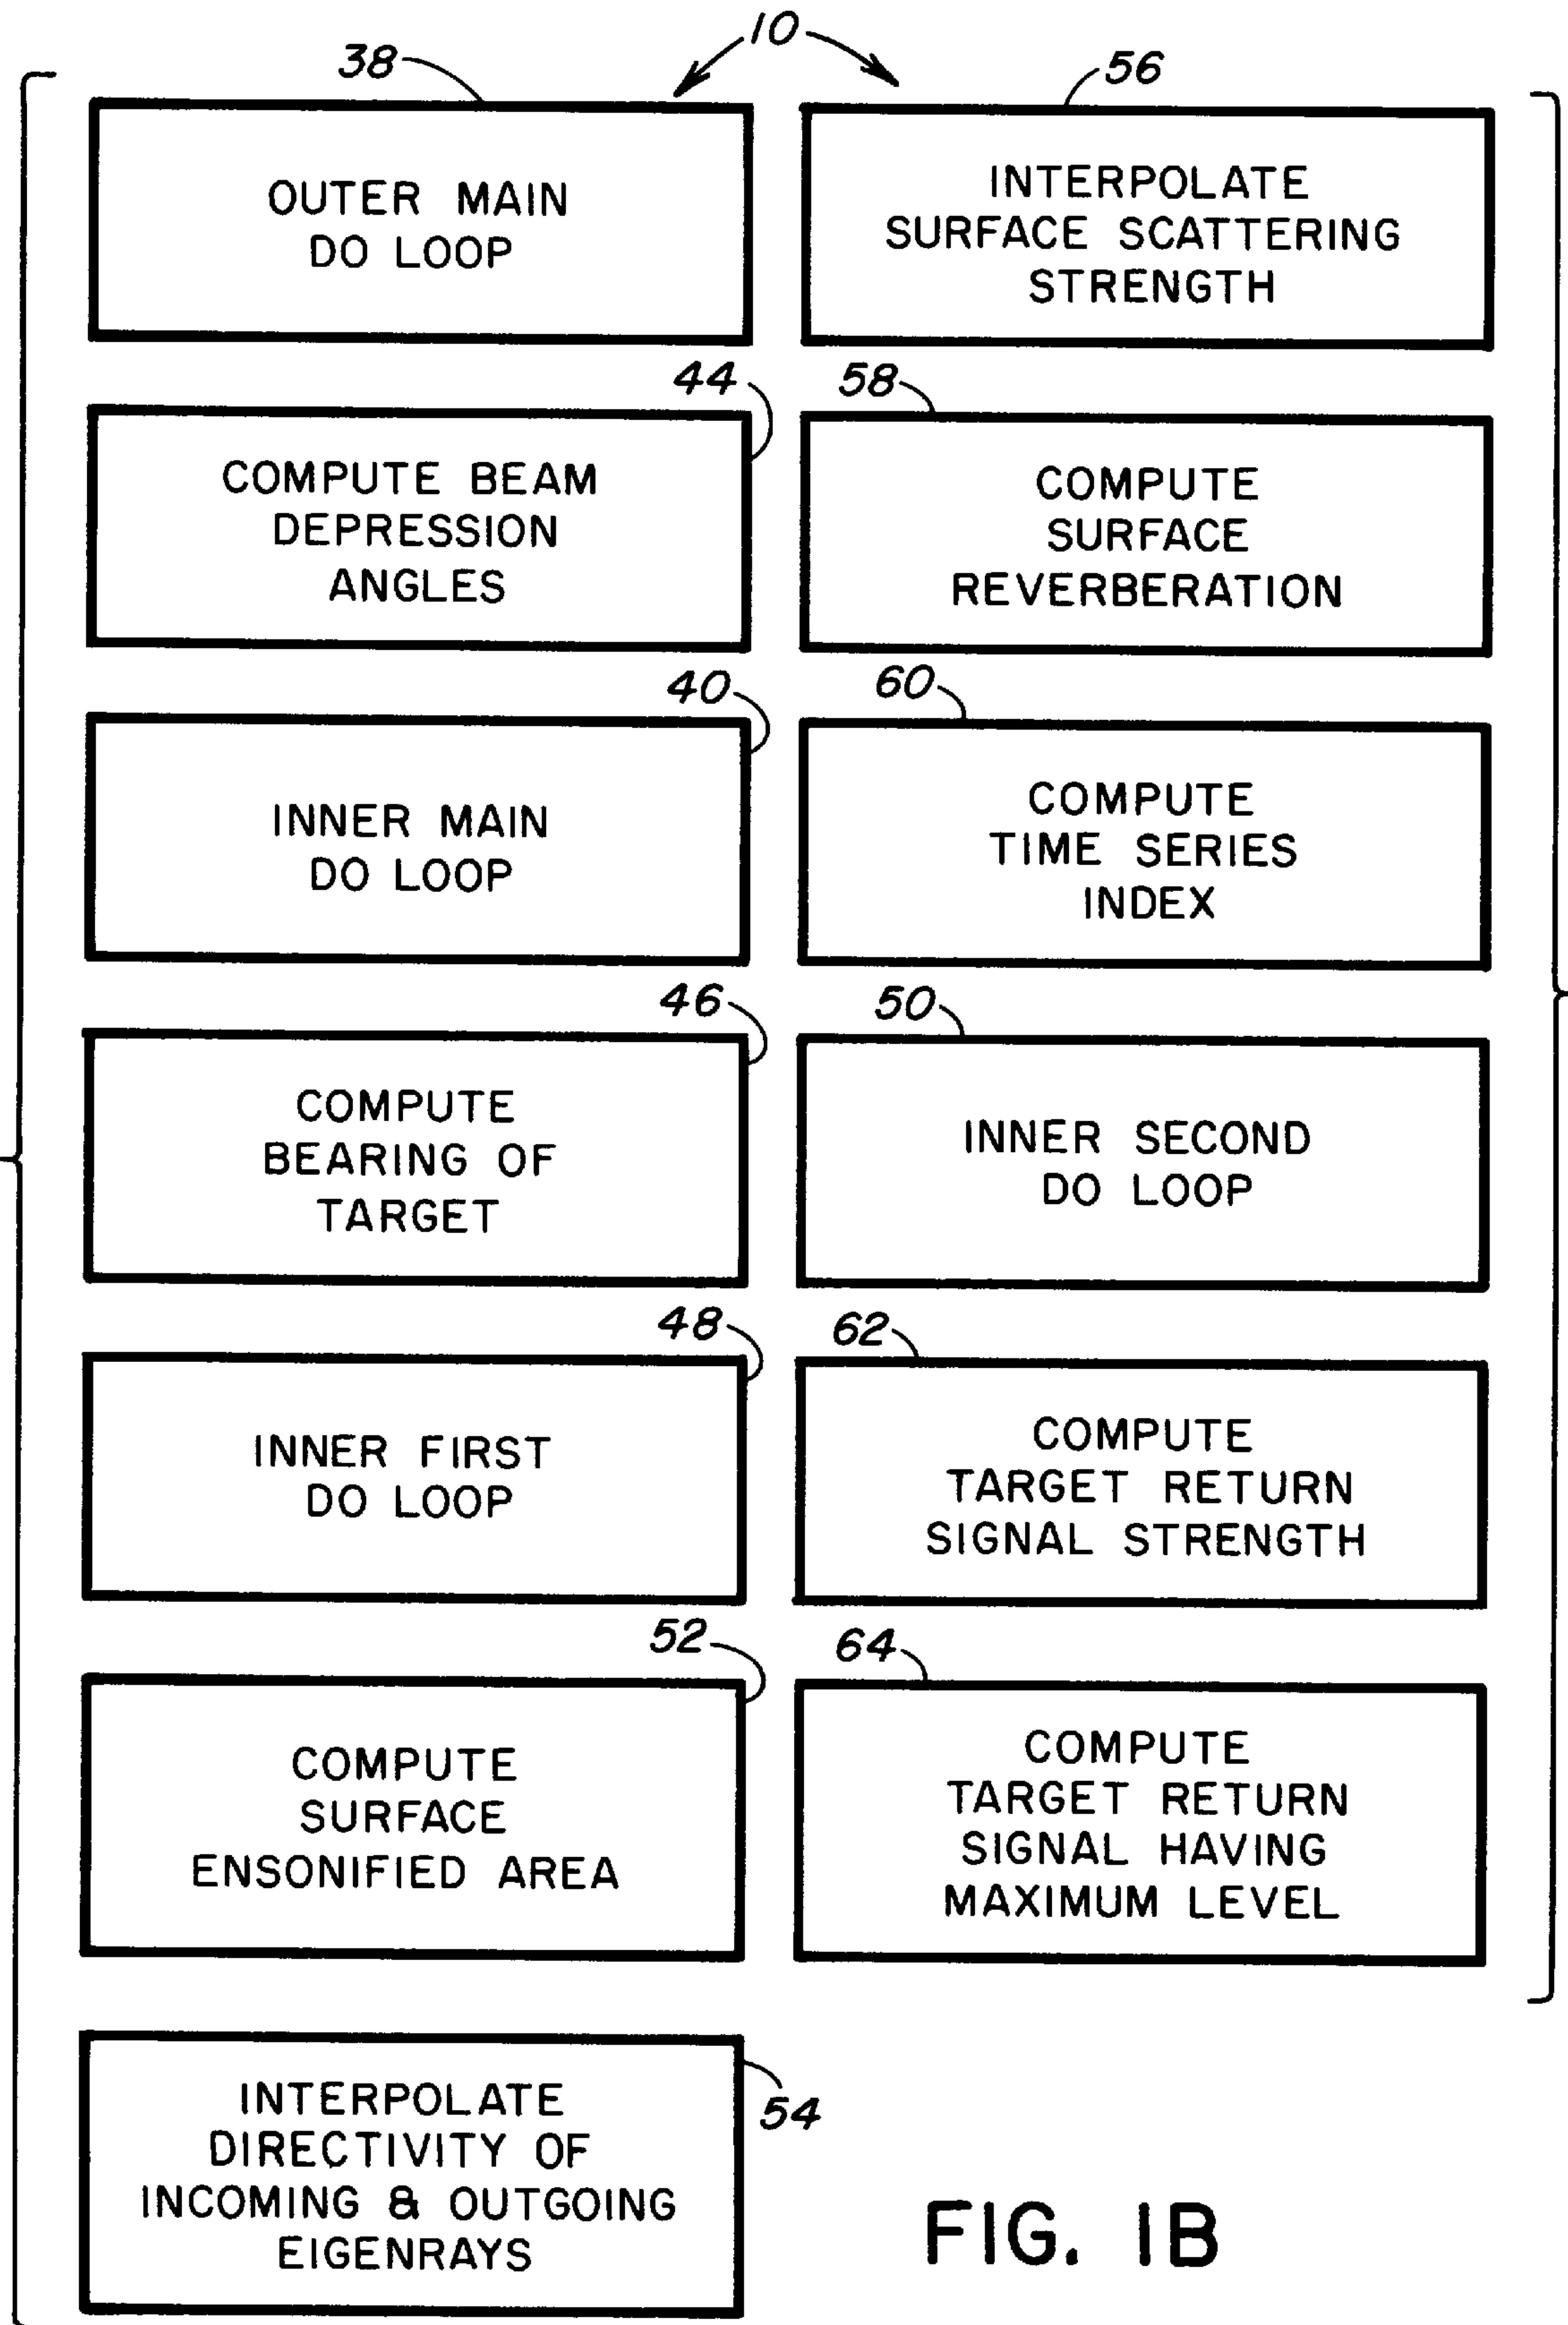 10
38
OUTER MAIN
DO LOOP
44
COMPUTE BEAM
DEPRESSION
ANGLES
40
INNER MAIN
DO LOOP
46
COMPUTE
BEARING OF
TARGET
48
INNER FIRST
DO LOOP
52
COMPUTE
SURFACE
ENSONIFIED AREA
54
INTERPOLATE
DIRECTIVITY OF
INCOMING & OUTGOING
EIGENRAYS
56
INTERPOLATE
SURFACE SCATTERING
STRENGTH
58
COMPUTE
SURFACE
REVERBERATION
60
COMPUTE
TIME SERIES
INDEX
50
INNER SECOND
DO LOOP
62
COMPUTE
TARGET RETURN
SIGNAL STRENGTH
64
COMPUTE
TARGET RETURN
SIGNAL HAVING
MAXIMUM LEVEL
FIG. 1B